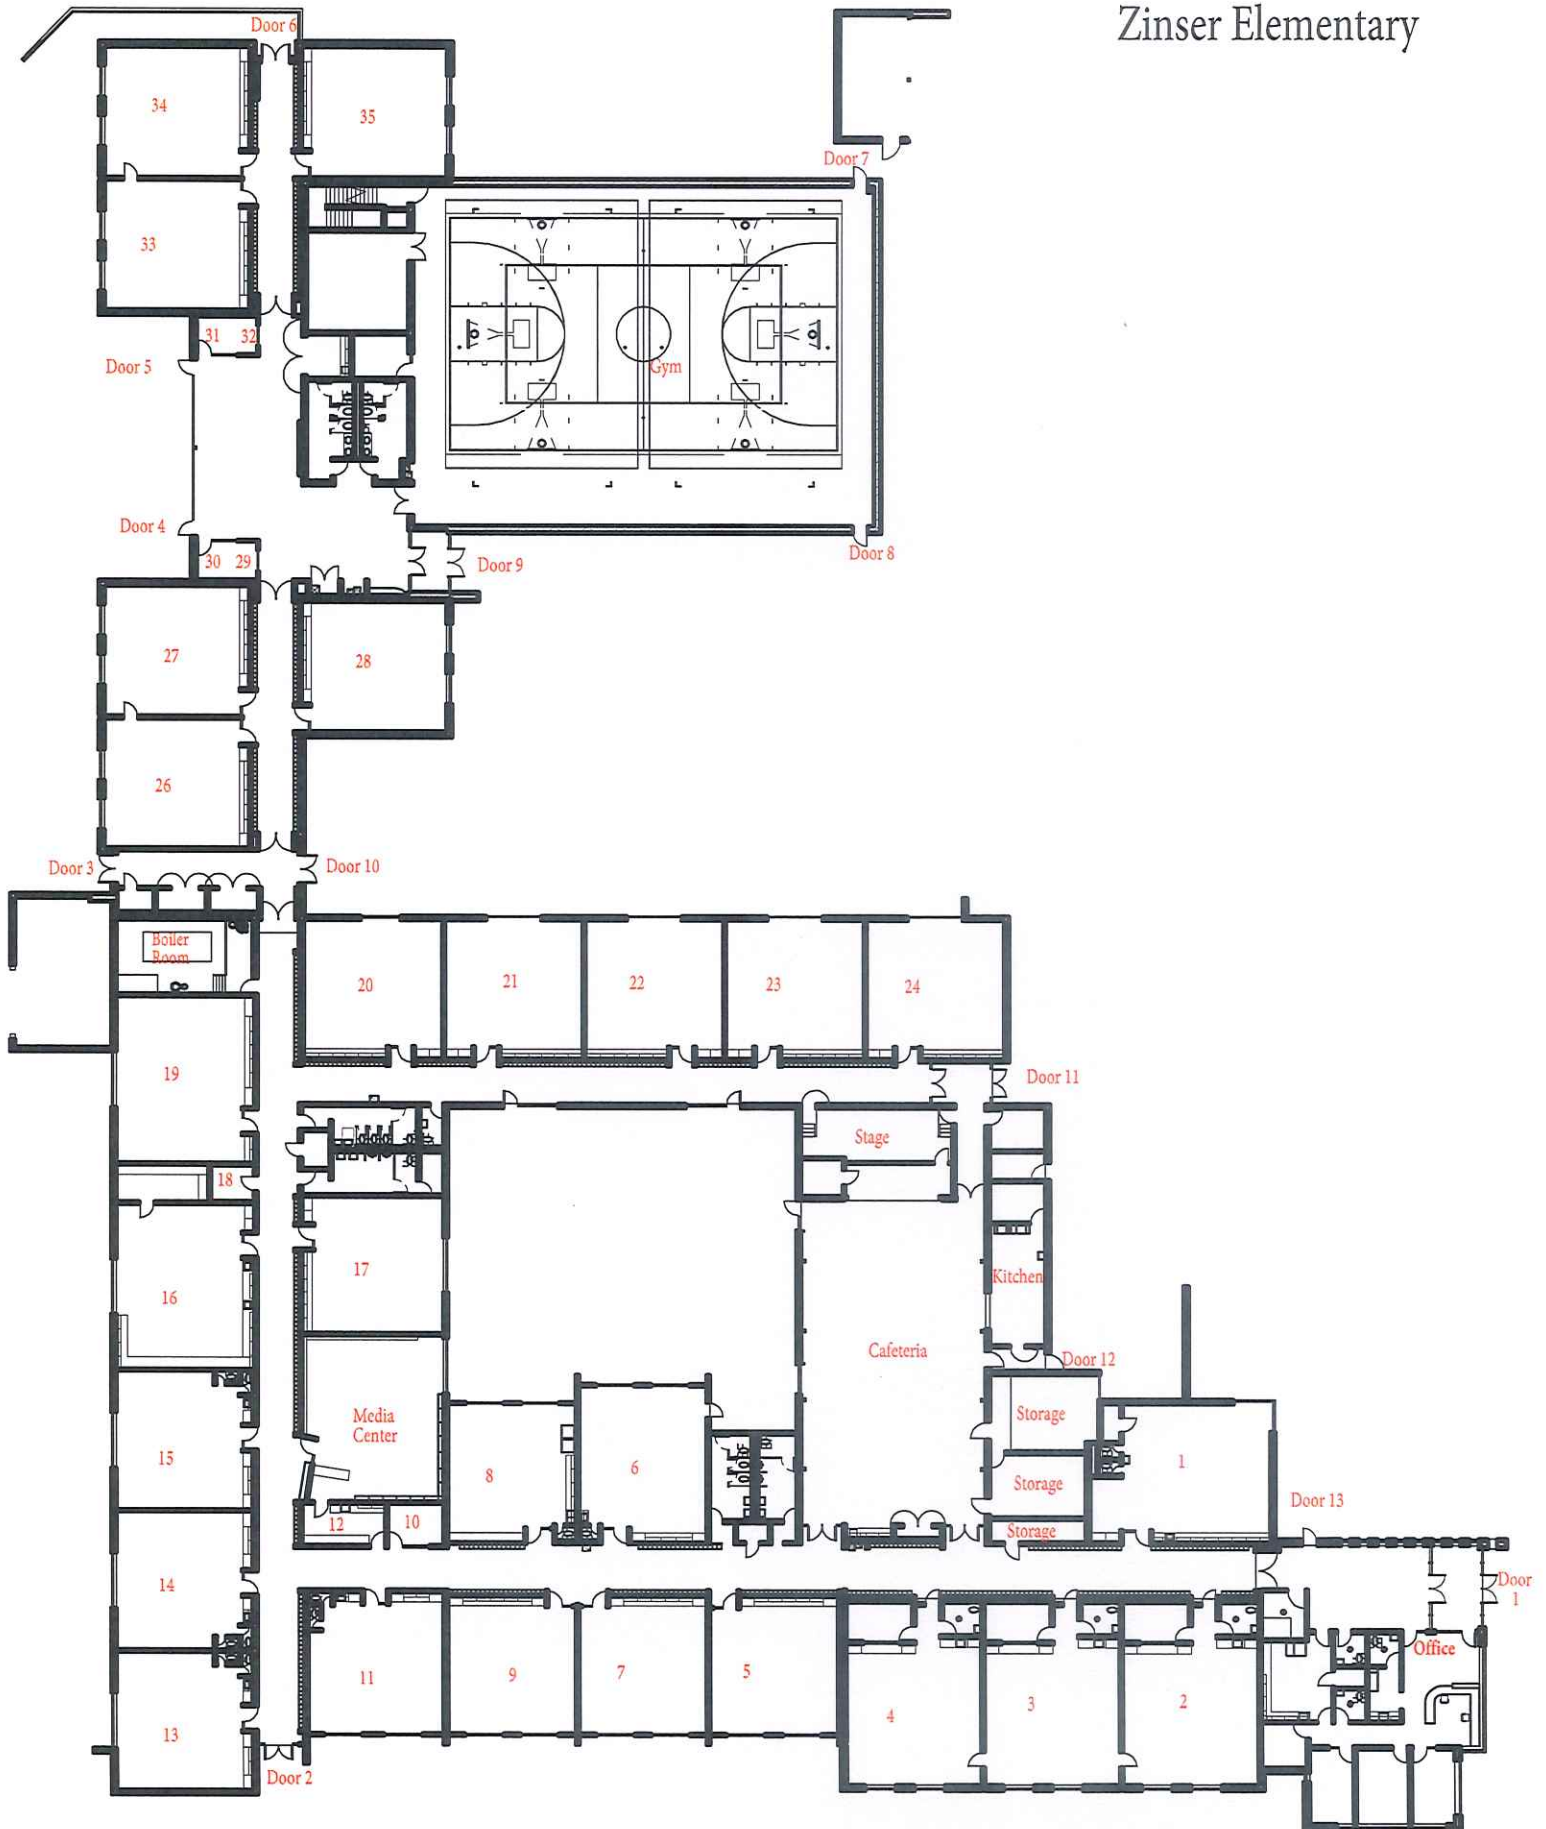 Zinser Elementary
Door 6
34
35
Door 7
33
31
32
Door 5
Gym
Door 4
30
29
Door 9
Door 8
27
28
26
Door 3
Door 10
Boiler
Room
20
21
22
23
24
19
Door 11
Stage
18
17
16
Kitchen
Cafeteria
Door 12
Media
Center
Storage
15
8
6
1
Storage
Door 13
12
10
Storage
14
Door
1
Office
11
9
7
5
4
3
2
13
Door 2